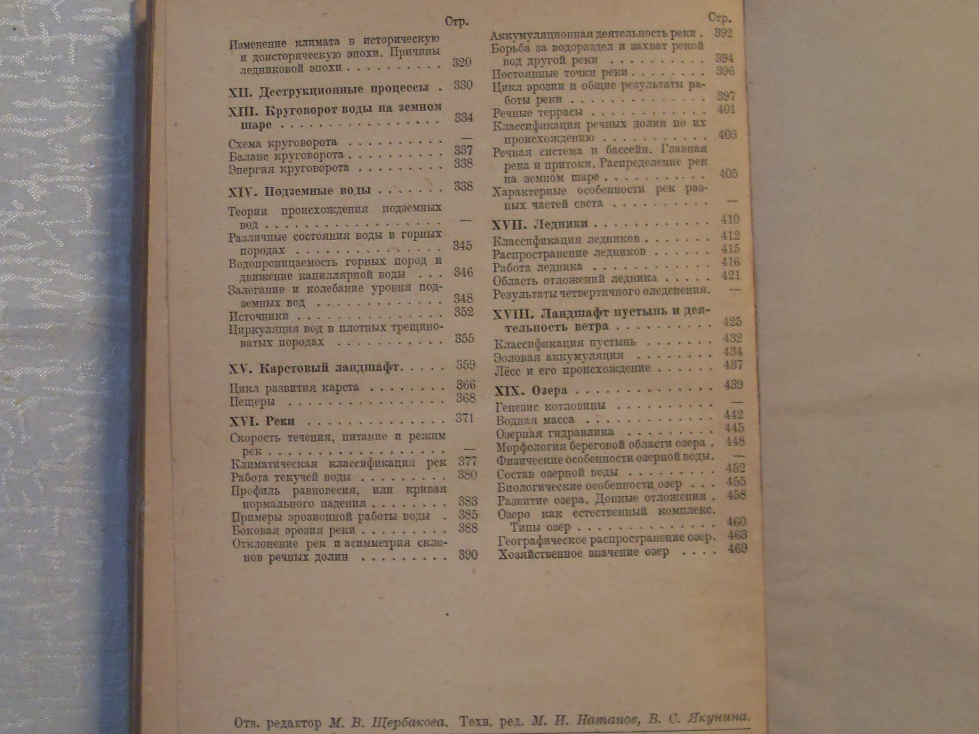 Стр.
Изменение климата в историческую
и доисторическую эпохи. Причины
ледниковой эпохи . . . . . . . . . . 320
XII. Деструкционные процессы . 330
XIII. Круговорот воды на земном
шаре . . . . . . . . . . . . . . . . . 334
Схема круговорота . . . . . . . . . . —
Баланс круговорота . . . . . . . . . . 337
Энергия круговорота . . . . . . . . . 338
XIV. Подземные воды . . . . . . . 338
Теории происхождения подземных
вод . . . . . . . . . . . . . . . . . . —
Различные состояния воды в горных
породах . . . . . . . . . . . . . . . 345
Водопроницаемость горных пород и
движение капиллярной воды . . . 346
Залегание и колебание уровня под-
земных вод . . . . . . . . . . . . . 348
Источники . . . . . . . . . . . . . . . 352
Циркуляция вод в плотных трещино-
ватых породах . . . . . . . . . . . 355
XV. Карстовый ландшафт. . . . . 359
Цикл развития карста . . . . . . . . 366
Пещеры . . . . . . . . . . . . . . . . 368
XVI. Реки . . . . . . . . . . . . . . 371
Скорость течения, питание и режим
рек . . . . . . . . . . . . . . . . . . —
Климатическая классификация рек 377
Работа текучей воды . . . . . . . . . 380
Профиль равновесия, или кривая
нормального падения . . . . . . . . 383
Примеры эрозионной работы воды . 385
Боковая эрозия реки . . . . . . . . . 388
Отклонение рек и асимметрия скло-
нов речных долин . . . . . . . . . 390
Стр.
Аккумуляционная деятельность реки . 392
Борьба за водораздел и захват рекой
вод другой реки . . . . . . . . . . 394
Постоянные точки реки . . . . . . . . 396
Цикл эрозии и общие результаты ра-
боты реки . . . . . . . . . . . . . . 397
Речные террасы . . . . . . . . . . . . 401
Классификация речных долин по их
происхождению . . . . . . . . . . . 403
Речная система и бассейн. Главная
река и притоки. Распределение рек
на земном шаре . . . . . . . . . . . 405
Характерные особенности рек раз-
ных частей света . . . . . . . . . . —
XVII. Ледники . . . . . . . . . . . . 410
Классификация ледников . . . . . . . 412
Распространение ледников . . . . . . 415
Работа ледника . . . . . . . . . . . . 416
Область отложений ледника . . . . . 421
Результаты четвертичного оледенения. —
XVIII. Ландшафт пустынь и дея-
тельность ветра . . . . . . . . . . 425
Классификация пустынь . . . . . . . . 432
Эоловая аккумуляция . . . . . . . . 434
Лёсс и его происхождение . . . . . . 437
XIX. Озера . . . . . . . . . . . . . . 439
Генезис котловины . . . . . . . . . . —
Водная масса . . . . . . . . . . . . . 442
Озерная гидравлика . . . . . . . . . 445
Морфология береговой области озера . 448
Физические особенности озерной воды. —
Состав озерной воды . . . . . . . . . 452
Биологические особенности озер . . . 455
Развитие озера. Донные отложения . 458
Озеро как естественный комплекс.
Типы озер . . . . . . . . . . . . . . 460
Географическое распространение озер. 463
Хозяйственное значение озер . . . . 469
Отв. редактор М. В. Щербакова. Техн. ред. М. И. Натапов, В. С. Якунина.